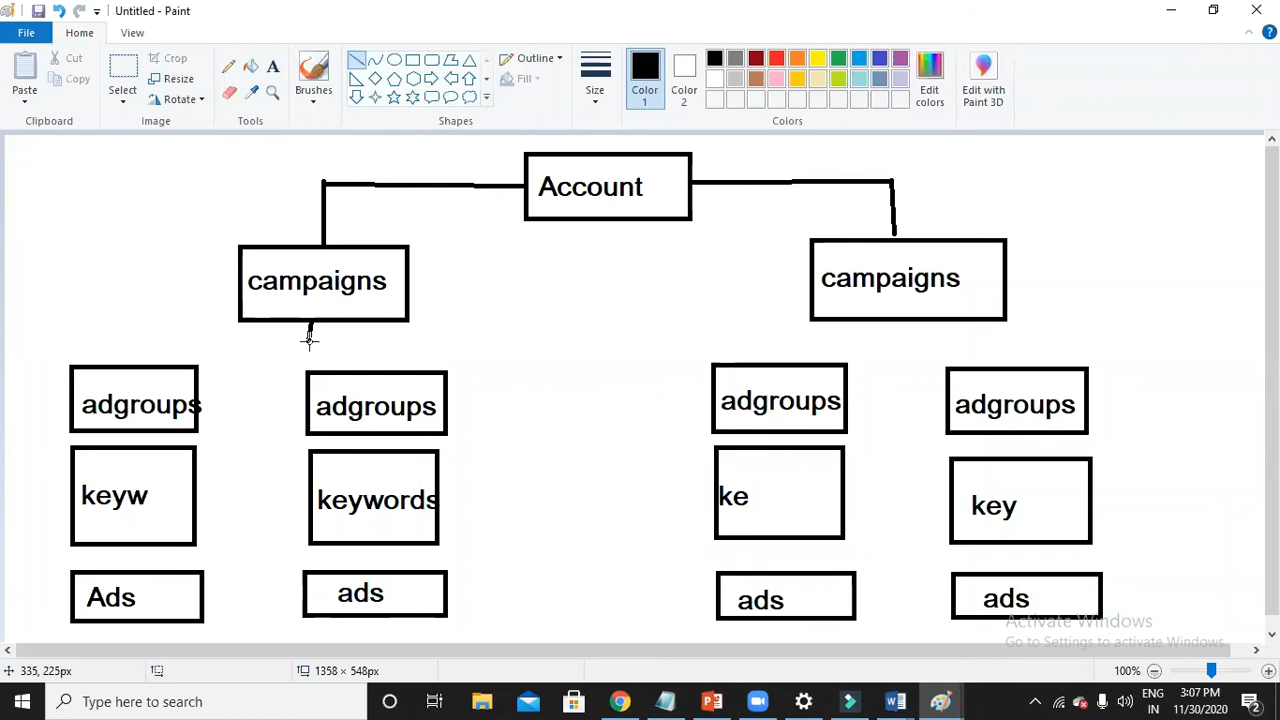 Untitled - Paint
File
Home
View
Paste
Cut
Copy
Clipboard
Select
Crop
Resize
Rotate
Image
Tools
Brushes
Outline
Fill
Shapes
Size
Color
1
Color
2
Edit
colors
Edit with
Paint 3D
Colors
Account
campaigns
campaigns
adgroups
adgroups
adgroups
adgroups
keyw
keywords
ke
key
Ads
ads
ads
ads
Activate Windows
Go to Settings to activate Windows.
335, 225px
1358 × 548px
100%
Type here to search
ENG
IN
3:07 PM
11/30/2020
2